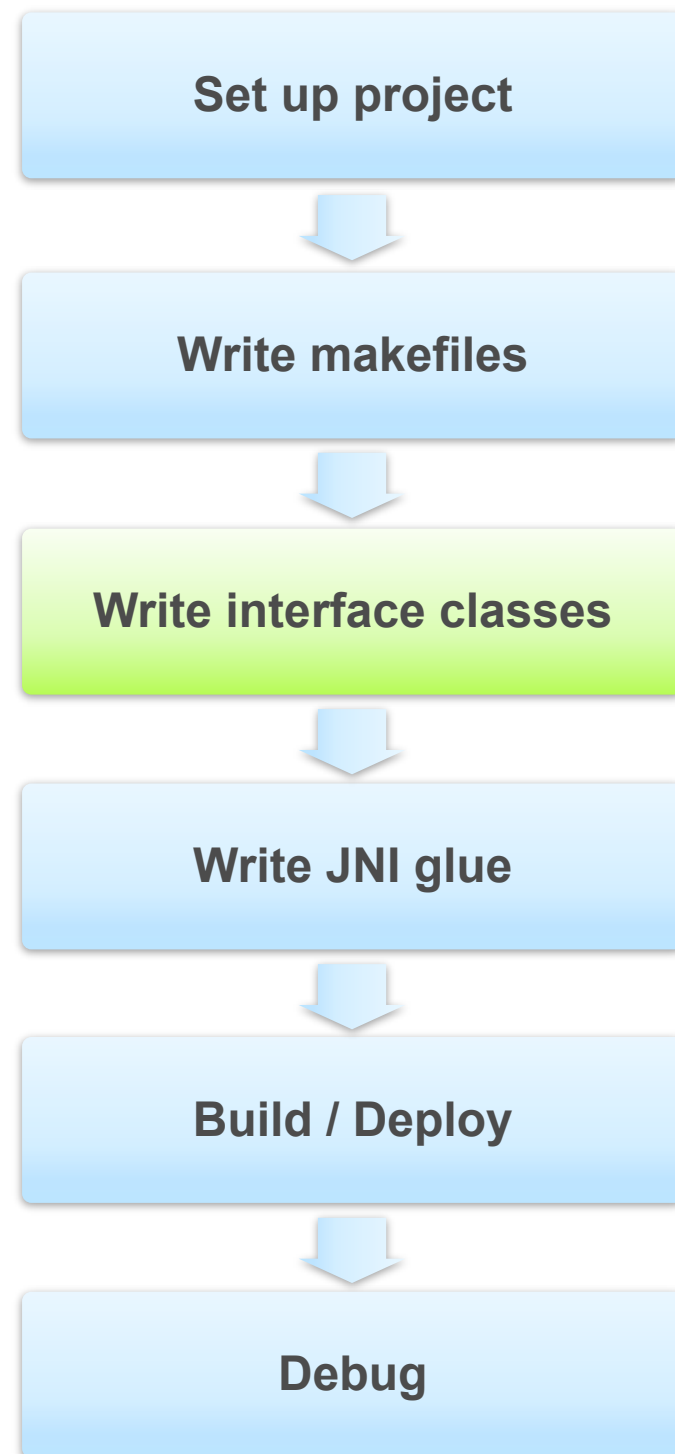 Set up project
Write makefiles
Write interface classes
Write JNI glue
Build / Deploy
Debug